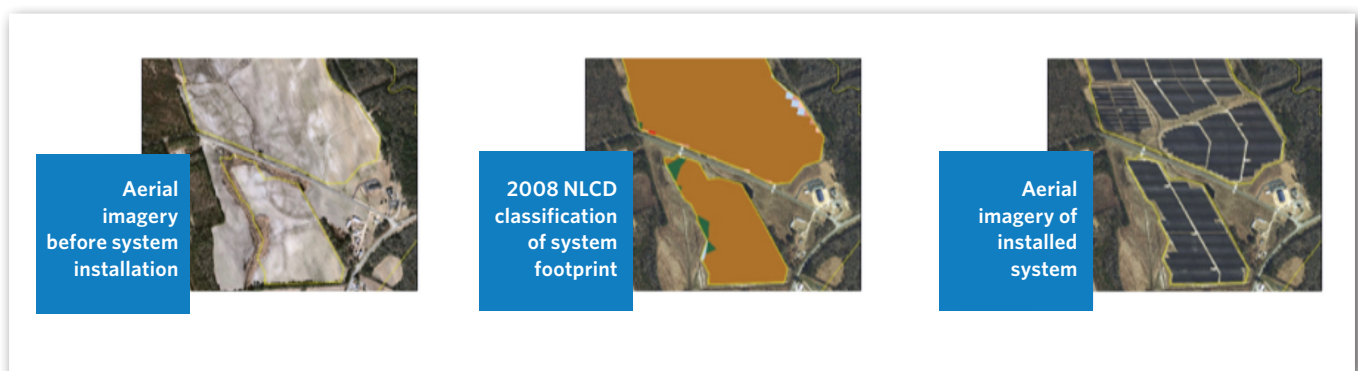 Aerial
imagery
before system
installation
2008 NLCD
classification
of system
footprint
Aerial
imagery of
installed
system